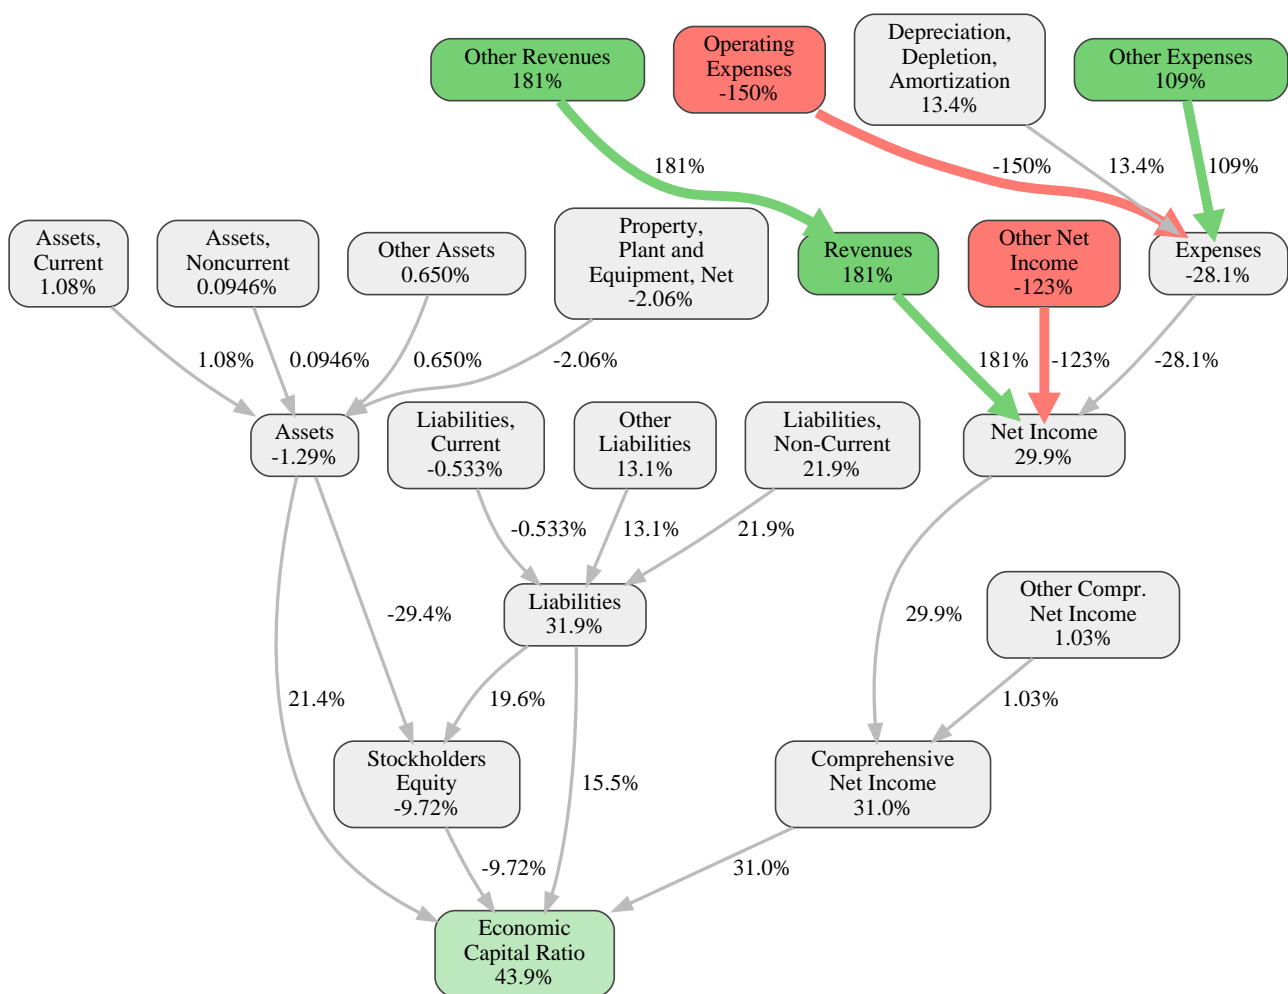 Other Revenues
181%
Operating
Expenses
-150%
Depreciation,
Depletion,
Amortization
13.4%
Other Expenses
109%
181%
-150%
13.4%
109%
Assets,
Current
1.08%
Assets,
Noncurrent
0.0946%
Other Assets
0.650%
Property,
Plant and
Equipment, Net
-2.06%
Revenues
181%
Other Net
Income
-123%
Expenses
-28.1%
1.08%
0.0946%
0.650%
-2.06%
181%
-123%
-28.1%
Assets
-1.29%
Liabilities,
Current
-0.533%
Other
Liabilities
13.1%
Liabilities,
Non-Current
21.9%
Net Income
29.9%
-0.533%
13.1%
21.9%
-29.4%
Liabilities
31.9%
29.9%
Other Compr.
Net Income
1.03%
21.4%
19.6%
1.03%
Stockholders
Equity
-9.72%
15.5%
Comprehensive
Net Income
31.0%
-9.72%
31.0%
Economic
Capital Ratio
43.9%